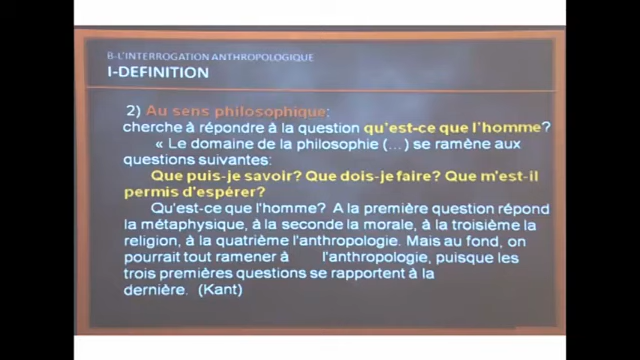 B-L'INTERROGATION ANTHROPOLOGIQUE
I-DEFINITION
2) Au sens philosophique:
cherche à répondre à la question qu'est-ce que l'homme?
« Le domaine de la philosophie (...) se ramène aux
questions suivantes:
Que puis-je savoir? Que dois-je faire? Que m'est-il
permis d'espérer?
Qu'est-ce que l'homme? A la première question répond
la métaphysique, à la seconde la morale, à la troisième la
religion, à la quatrième l'anthropologie. Mais au fond, on
pourrait tout ramener à l'anthropologie, puisque les
trois premières questions se rapportent à la
dernière. (Kant)